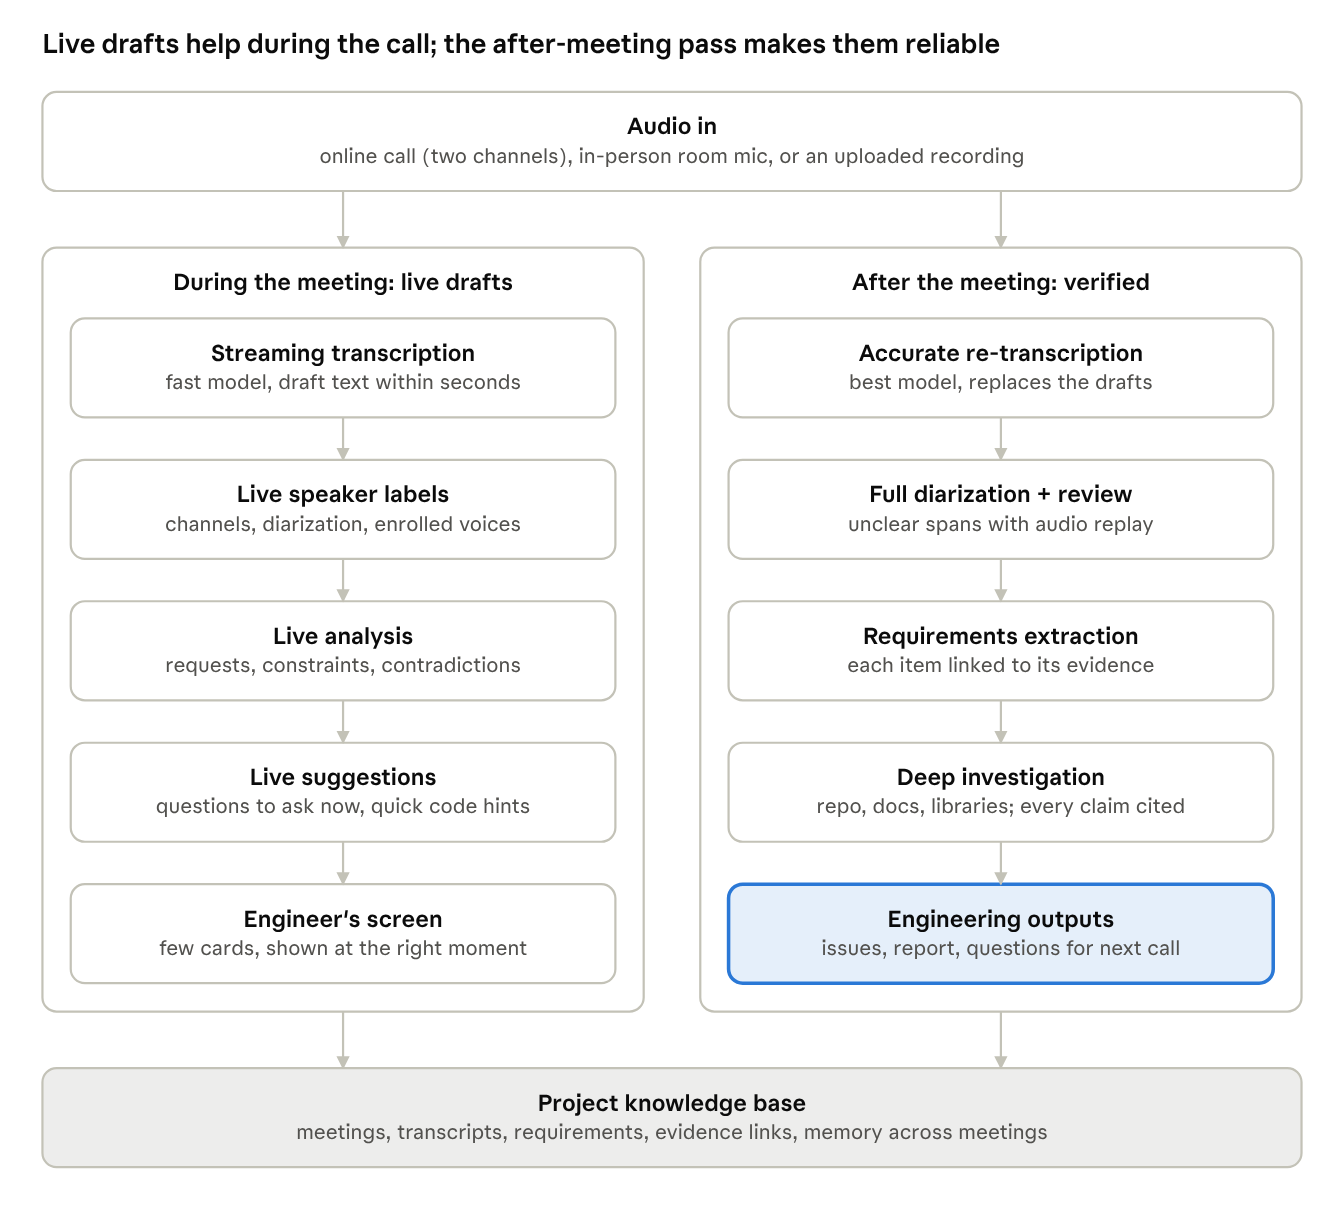 Live drafts help during the call; the after-meeting pass makes them reliable
Audio in
online call (two channels), in-person room mic, or an uploaded recording
During the meeting: live drafts
Streaming transcription
fast model, draft text within seconds
Live speaker labels
channels, diarization, enrolled voices
Live analysis
requests, constraints, contradictions
Live suggestions
questions to ask now, quick code hints
Engineer's screen
few cards, shown at the right moment
After the meeting: verified
Accurate re-transcription
best model, replaces the drafts
Full diarization + review
unclear spans with audio replay
Requirements extraction
each item linked to its evidence
Deep investigation
repo, docs, libraries; every claim cited
Engineering outputs
issues, report, questions for next call
Project knowledge base
meetings, transcripts, requirements, evidence links, memory across meetings